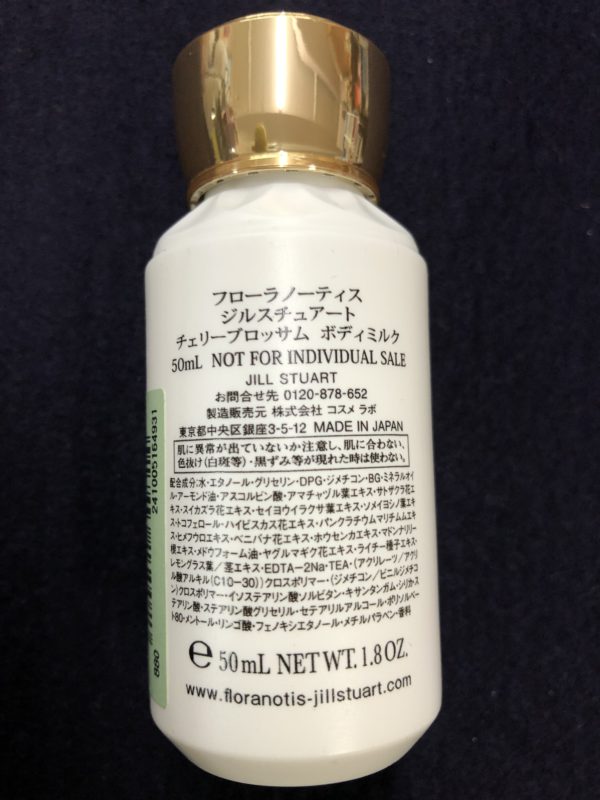 フローラノーティス
ジルスチュアート
チェリーブロッサム ボディミルク
50mL NOT FOR INDIVIDUAL SALE
JILL STUART
お問合せ先 0120-878-652
製造販売元 株式会社 コスメ ラボ
東京都中央区銀座3-5-12 MADE IN JAPAN
肌に異常が出ていないか注意し、肌に合わない、
色抜け(白斑等)・黒ずみ等が現れた時は使わない。
配合成分:水・エタノール・グリセリン・DPG・ジメチコン・BG・ミネラルオイ
ル・アーモンド油・アスコルビン酸・アマチャヅル葉エキス・サトザクラ花エ
キス・スイカズラ花エキス・セイヨウイラクサ葉エキス・ソメイヨシノ葉エキ
ス・トコフェロール・ハイビスカス花エキス・パンクラチウムマリチムムエキ
ス・ヒメフウロエキス・ベニバナ花エキス・ホウセンカエキス・マドンナリリー
根エキス・メドウフォーム油・ヤグルマギク花エキス・ライチー種子エキス・
レモングラス葉/茎エキス・EDTA-2Na・TEA・(アクリレーツ/アクリ
ル酸アルキル(C10-30))クロスポリマー・(ジメチコン/ビニルジメチコ
ン)クロスポリマー・イソステアリン酸ソルビタン・キサンタンガム・シリカ・ス
テアリン酸・ステアリン酸グリセリル・セテアリルアルコール・ポリソルベー
ト80・メントール・リンゴ酸・フェノキシエタノール・メチルパラベン・香料
e 50mL NET WT. 1.8 OZ.
www.floranotis-jillstuart.com
241005164931
880